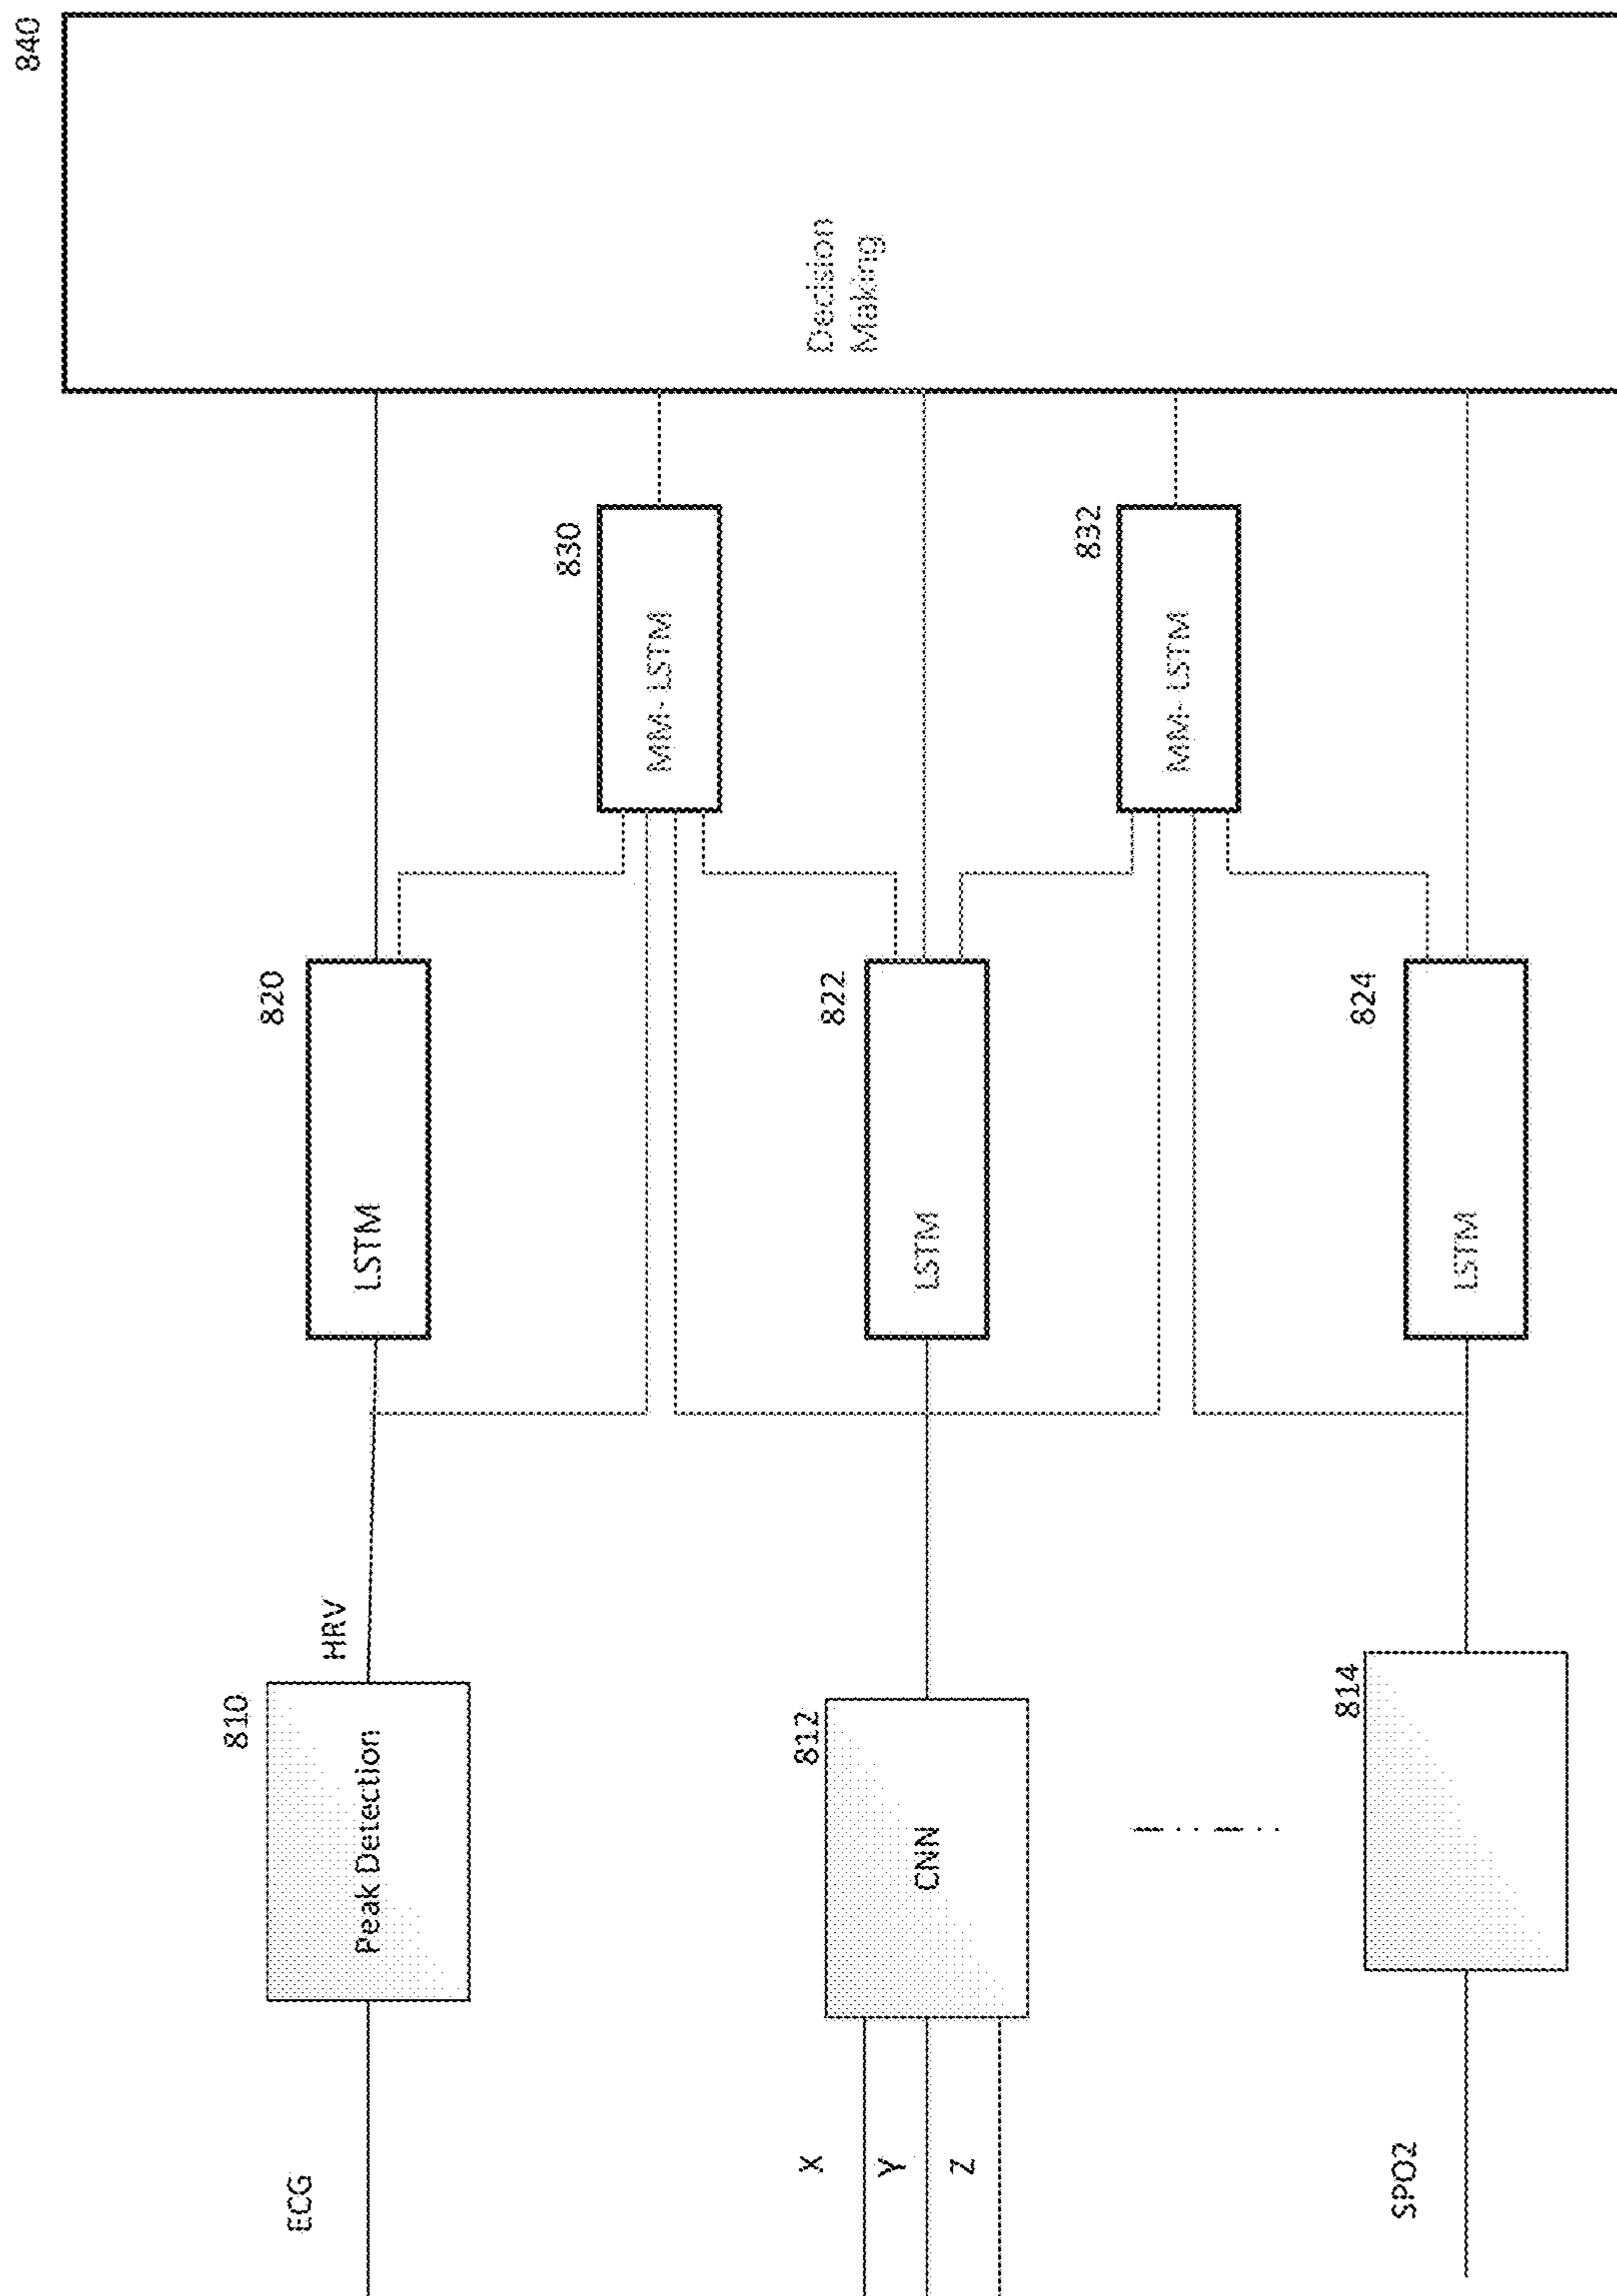 840
Decision
Making
830
MM- LSTM
832
MM- LSTM
820
LSTM
822
LSTM
824
LSTM
HRV
810
Peak Detection
812
CNN
814
ECG
X
Y
Z
SPO2